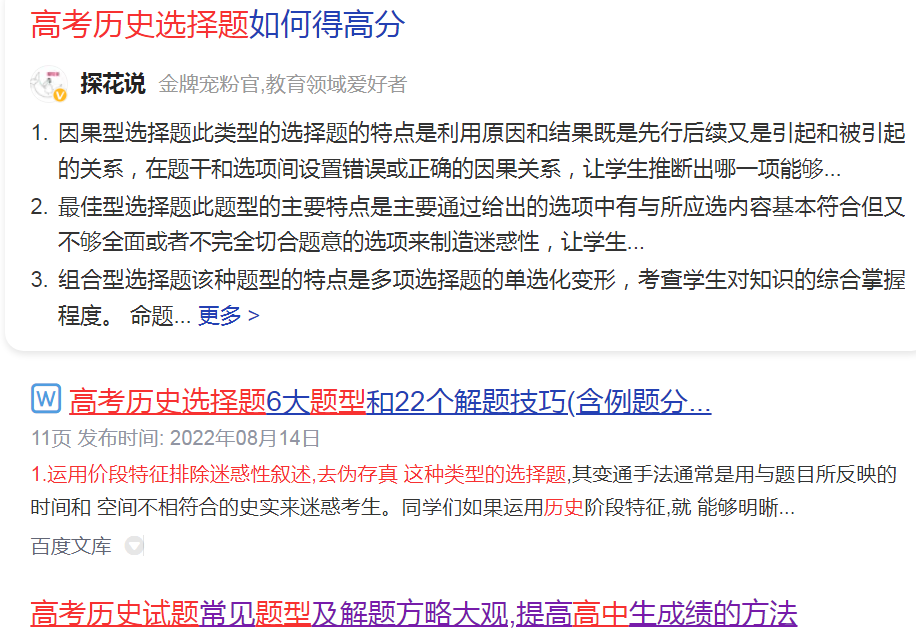 高考历史选择题如何得高分
探花说 金牌宠粉官,教育领域爱好者
1. 因果型选择题此类型的选择题的特点是利用原因和结果既是先行后续又是引起和被引起
的关系，在题干和选项间设置错误或正确的因果关系，让学生推断出哪一项能够...
2. 最佳型选择题此题型的主要特点是主要通过给出的选项中有与所应选内容基本符合但又
不够全面或者不完全切合题意的选项来制造迷惑性，让学生...
3. 组合型选择题该种题型的特点是多项选择题的单选化变形，考查学生对知识的综合掌握
程度。 命题... 更多 >
W 高考历史选择题6大题型和22个解题技巧(含例题分...
11页 发布时间: 2022年08月14日
1.运用价段特征排除迷惑性叙述,去伪存真 这种类型的选择题,其变通手法通常是用与题目所反映的
时间和 空间不相符合的史实来迷惑考生。同学们如果运用历史阶段特征,就 能够明晰...
百度文库
高考历史试题常见题型及解题方略大观,提高高中生成绩的方法